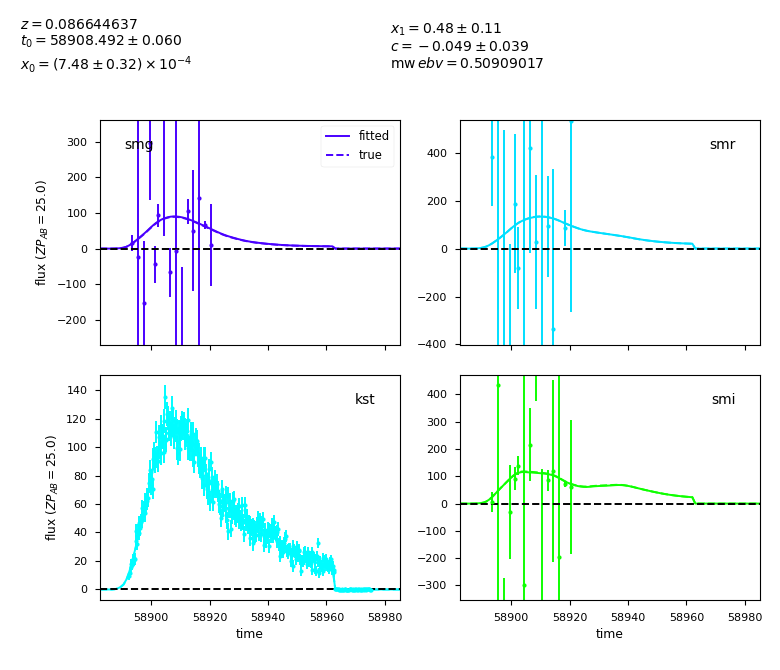 z = 0.086644637
t₀ = 58908.492 ± 0.060
x₀ = (7.48 ± 0.32) × 10⁻⁴
x₁ = 0.48 ± 0.11
c = −0.049 ± 0.039
mw ebv = 0.50909017
smg
fitted
true
300
200
100
0
−100
−200
flux (ZP_AB = 25.0)
smr
400
200
0
−200
−400
kst
140
120
100
80
60
40
20
0
flux (ZP_AB = 25.0)
58900 58920 58940 58960 58980
time
smi
400
300
200
100
0
−100
−200
−300
58900 58920 58940 58960 58980
time